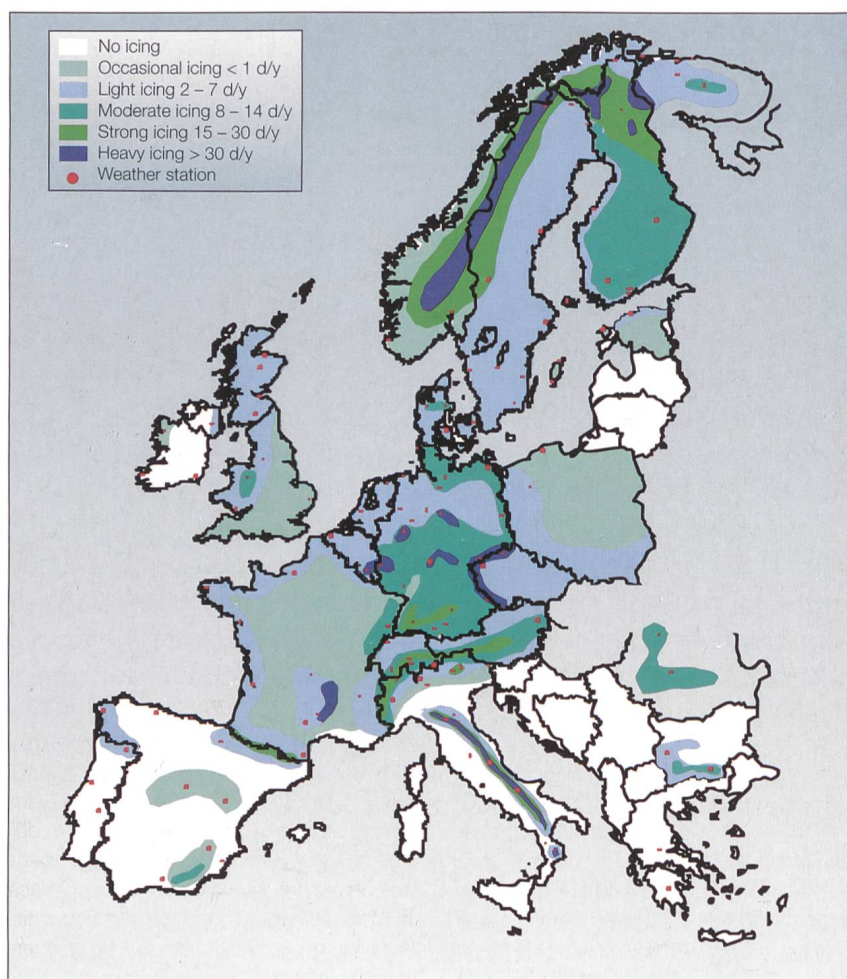 No icing
Occasional icing < 1 d/y
Light icing 2 – 7 d/y
Moderate icing 8 – 14 d/y
Strong icing 15 – 30 d/y
Heavy icing > 30 d/y
Weather station